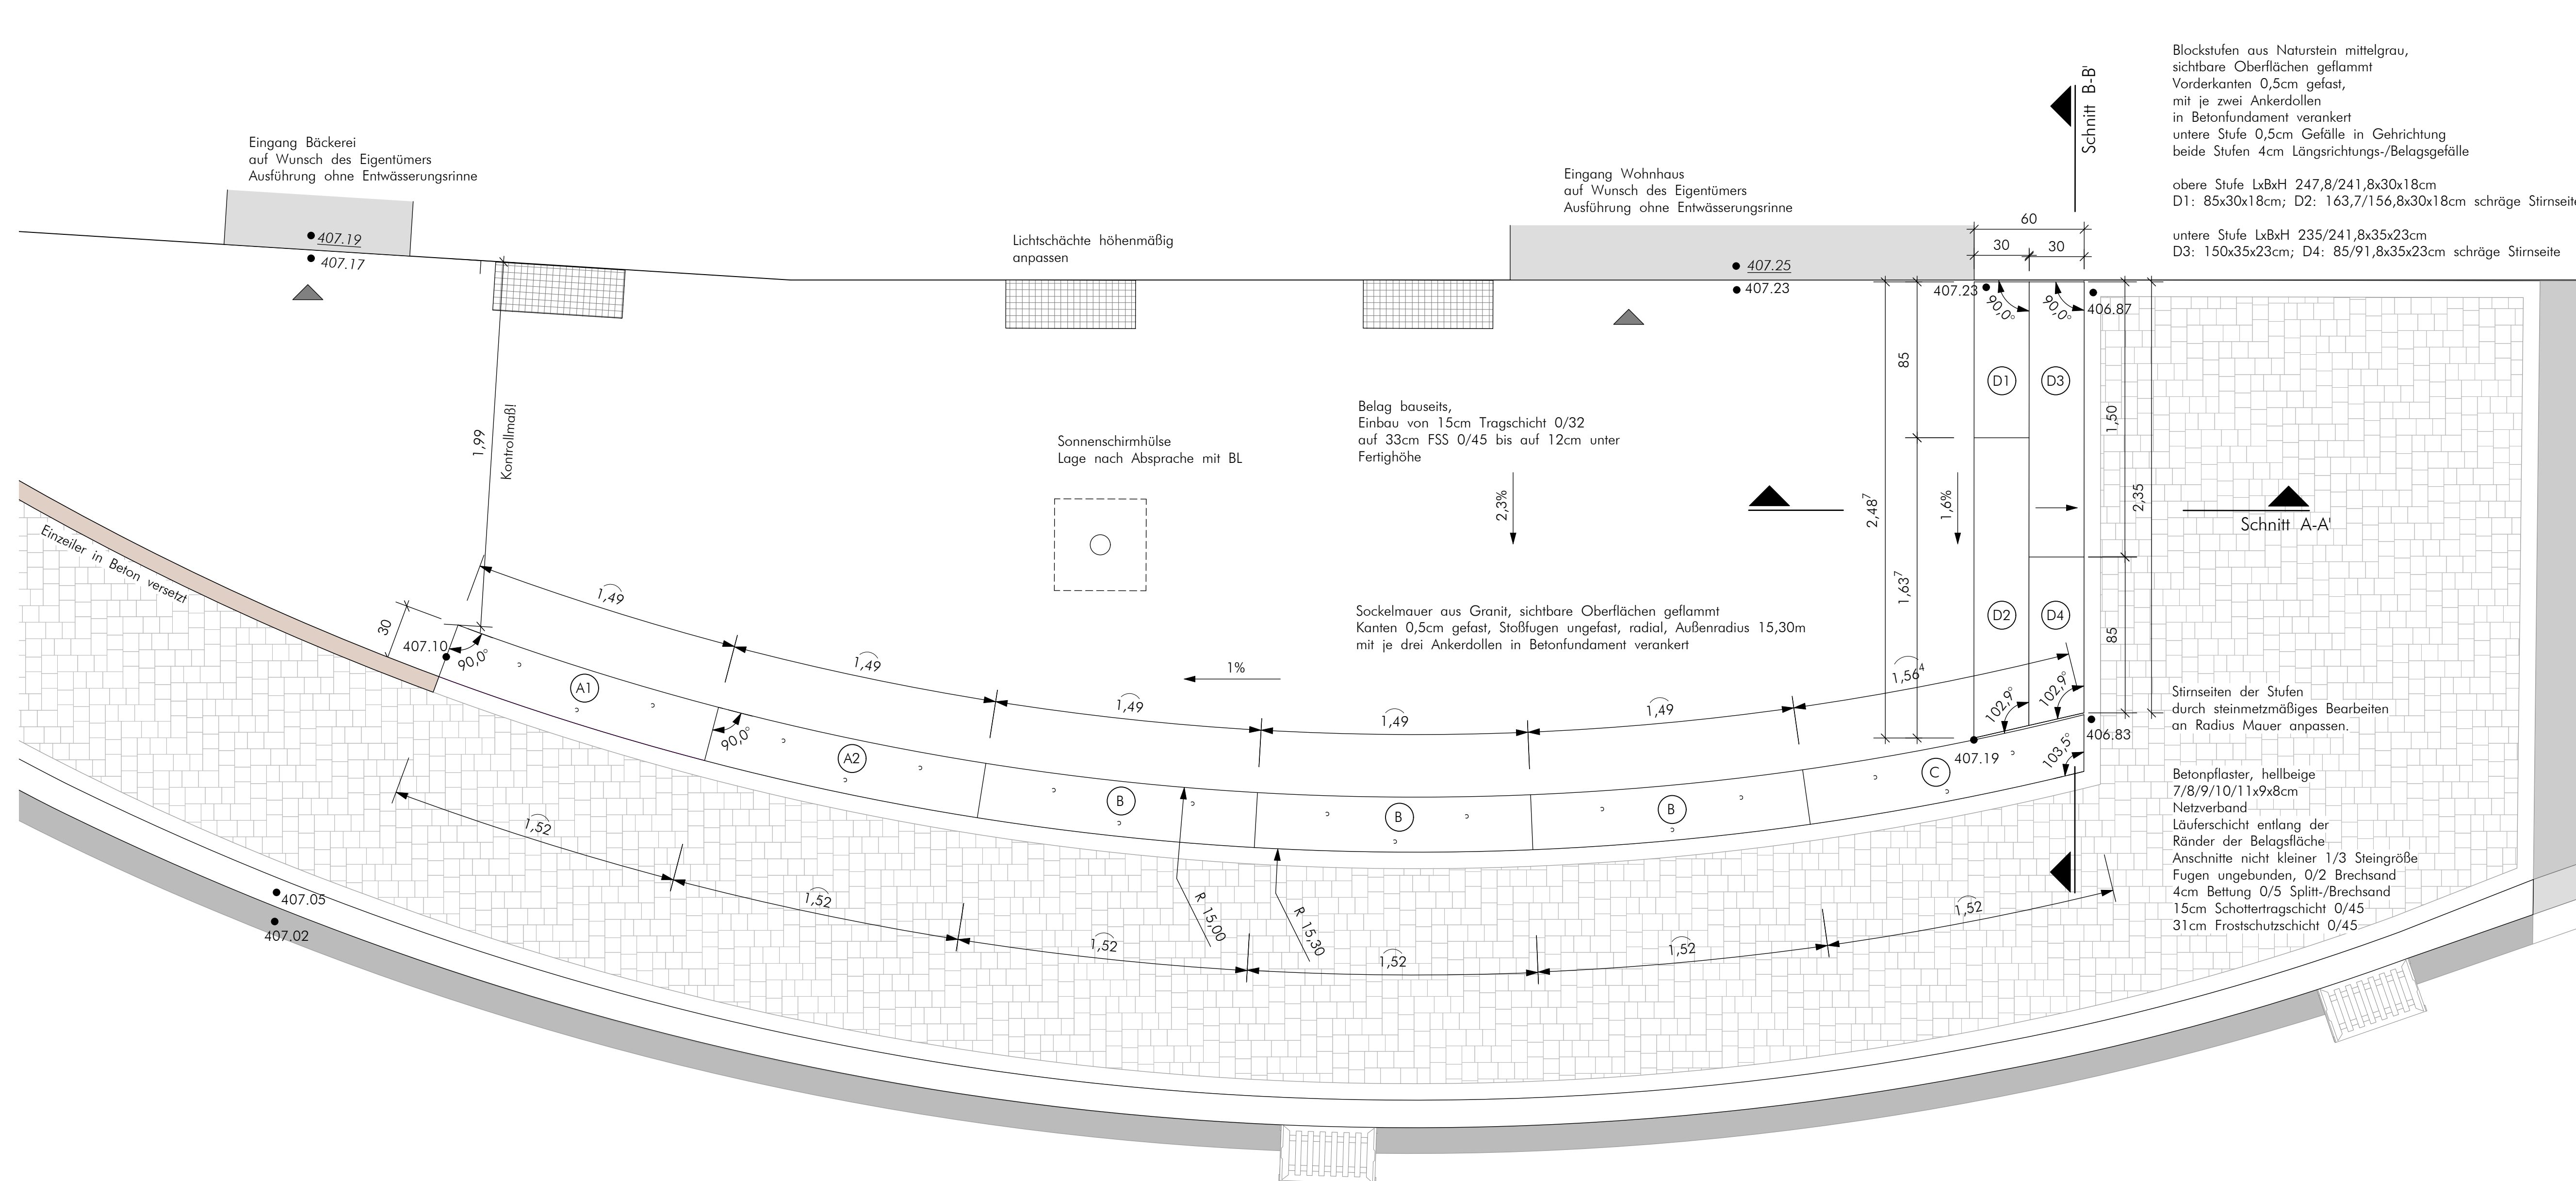 Blockstufen aus Naturstein mittelgrau,
sichtbare Oberflächen geflammt
Vorderkanten 0,5cm gefast,
mit je zwei Ankerdollen
in Betonfundament verankert
untere Stufe 0,5cm Gefälle in Gehrichtung
beide Stufen 4cm Längsrichtungs-/Belagsgefälle
obere Stufe LxBxH 247,8/241,8x30x18cm
D1: 85x30x18cm; D2: 163,7/156,8x30x18cm schräge Stirnseite
untere Stufe LxBxH 235/241,8x35x23cm
D3: 150x35x23cm; D4: 85/91,8x35x23cm schräge Stirnseite
Schnitt B-B'
Eingang Bäckerei
auf Wunsch des Eigentümers
Ausführung ohne Entwässerungsrinne
407.19
407.17
Lichtschächte höhenmäßig
anpassen
Eingang Wohnhaus
auf Wunsch des Eigentümers
Ausführung ohne Entwässerungsrinne
407.25
407.23
60
30
30
407.23
90,0°
90,0°
406.87
85
D1
D3
1,50
1,99
Kontrollmaß!
Sonnenschirmhülse
Lage nach Absprache mit BL
Belag bauseits,
Einbau von 15cm Tragschicht 0/32
auf 33cm FSS 0/45 bis auf 12cm unter
Fertighöhe
2,3%
2,48⁷
1,6%
2,35
Schnitt A-A'
Einzeiler in Beton versetzt
1,63⁷
D2
D4
85
30
407.10
90,0°
1,49
1,49
1,49
1,49
1,49
1,56⁴
Sockelmauer aus Granit, sichtbare Oberflächen geflammt
Kanten 0,5cm gefast, Stoßfugen ungefast, radial, Außenradius 15,30m
mit je drei Ankerdollen in Betonfundament verankert
1%
102,9°
102,9°
A1
90,0°
A2
B
B
B
C
407.19
103,5°
406.83
Stirnseiten der Stufen
durch steinmetzmäßiges Bearbeiten
an Radius Mauer anpassen.
Betonpflaster, hellbeige
7/8/9/10/11x9x8cm
Netzverband
Läuferschicht entlang der
Ränder der Belagsfläche
Anschnitte nicht kleiner 1/3 Steingröße
Fugen ungebunden, 0/2 Brechsand
4cm Bettung 0/5 Splitt-/Brechsand
15cm Schottertragschicht 0/45
31cm Frostschutzschicht 0/45
1,52
1,52
1,52
1,52
1,52
1,52
R 15,00
R 15,30
407.05
407.02